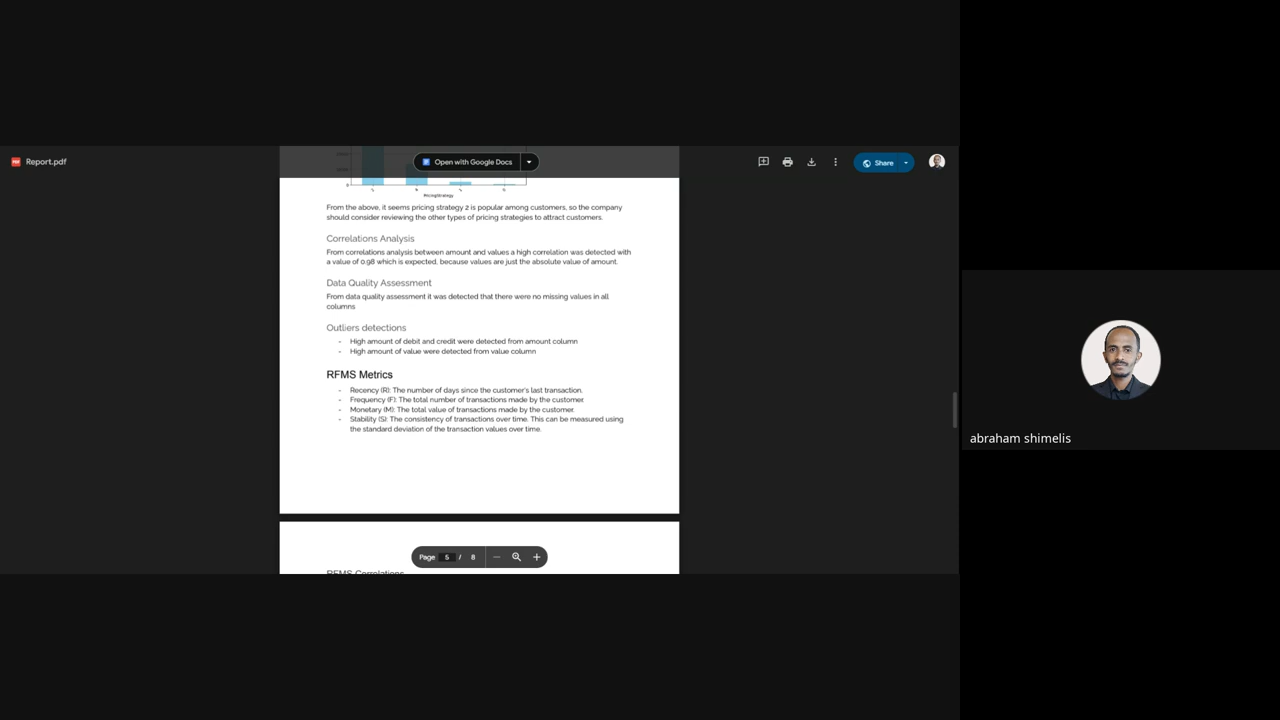 Report.pdf
Open with Google Docs
Share
PricingStrategy
From the above, it seems pricing strategy 2 is popular among customers, so the company
should consider reviewing the other types of pricing strategies to attract customers.
Correlations Analysis
From correlations analysis between amount and values a high correlation was detected with
a value of 0.98 which is expected, because values are just the absolute value of amount.
Data Quality Assessment
From data quality assessment it was detected that there were no missing values in all
columns
Outliers detections
- High amount of debit and credit were detected from amount column
- High amount of value were detected from value column
RFMS Metrics
- Recency (R): The number of days since the customer's last transaction.
- Frequency (F): The total number of transactions made by the customer.
- Monetary (M): The total value of transactions made by the customer.
- Stability (S): The consistency of transactions over time. This can be measured using
the standard deviation of the transaction values over time.
Page 5 / 8
RFMS Correlations
abraham shimelis